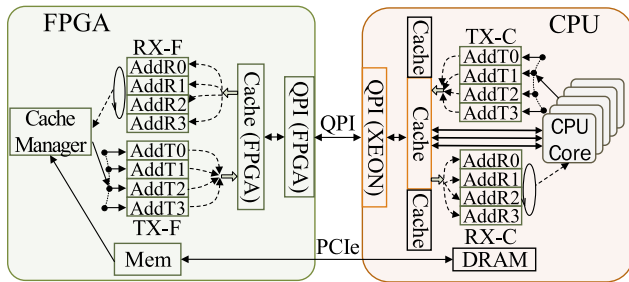 FPGA
RX-F
AddR0
AddR1
AddR2
AddR3
Cache
Manager
AddT0
AddT1
AddT2
AddT3
TX-F
Mem
Cache (FPGA)
QPI (FPGA)
QPI
PCIe
CPU
QPI (XEON)
Cache
Cache
Cache
TX-C
AddT0
AddT1
AddT2
AddT3
CPU
Core
AddR0
AddR1
AddR2
AddR3
RX-C
DRAM